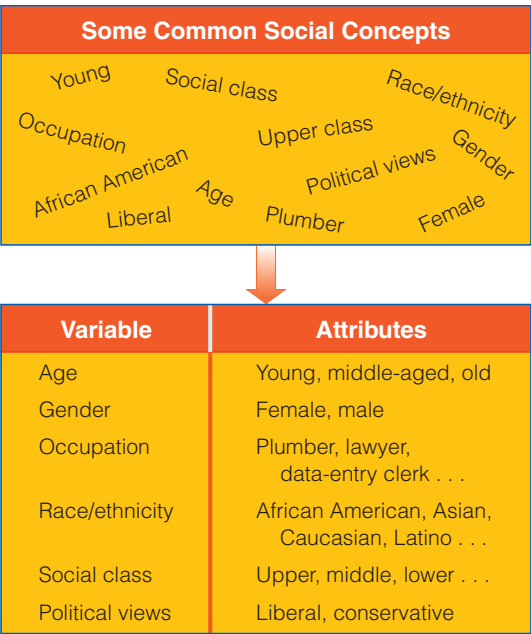 Some Common Social Concepts
Young
Social class
Race/ethnicity
Occupation
Upper class
Gender
African American
Age
Political views
Liberal
Plumber
Female
Variable Attributes
Age Young, middle-aged, old
Gender Female, male
Occupation Plumber, lawyer,
data-entry clerk . . .
Race/ethnicity African American, Asian,
Caucasian, Latino . . .
Social class Upper, middle, lower . . .
Political views Liberal, conservative